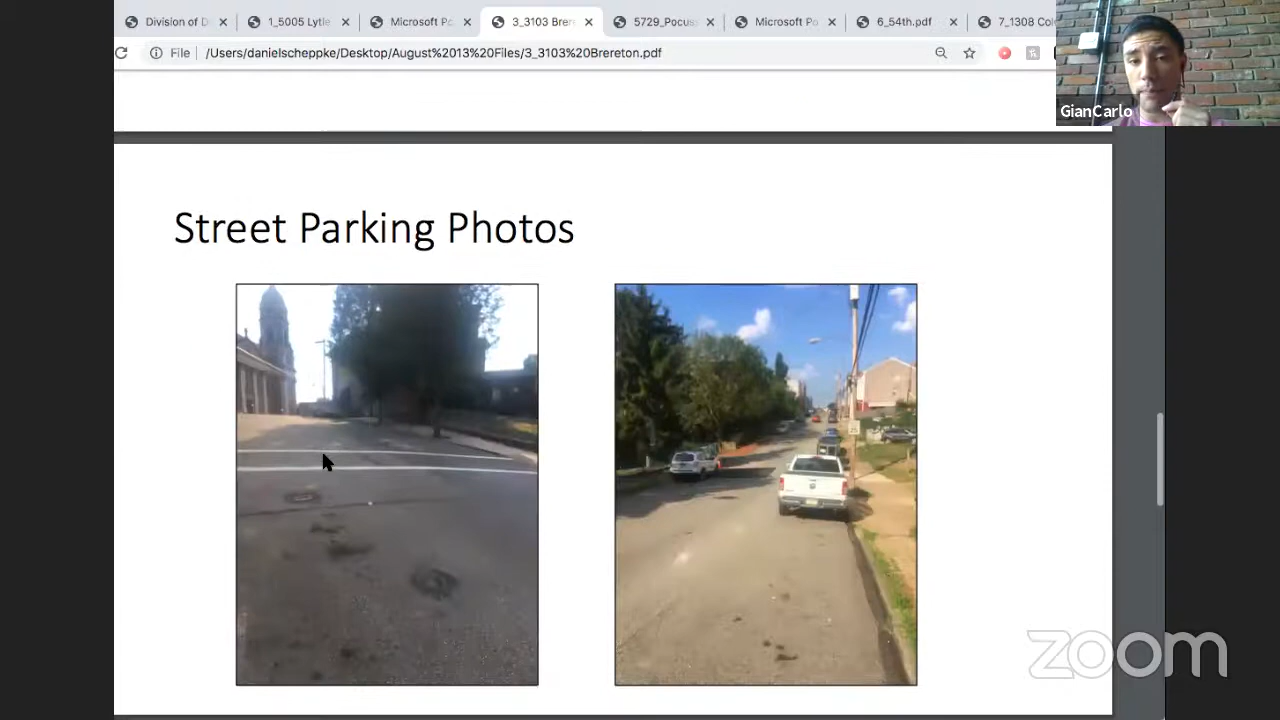 Division of D
1_5005 Lytle
Microsoft Po
3_3103 Brere
5729_Pocus
Microsoft Po
6_54th.pdf
7_1308 Col
File
/Users/danielscheppke/Desktop/August%2013%20Files/3_3103%20Brereton.pdf
GianCarlo
Street Parking Photos
zoom